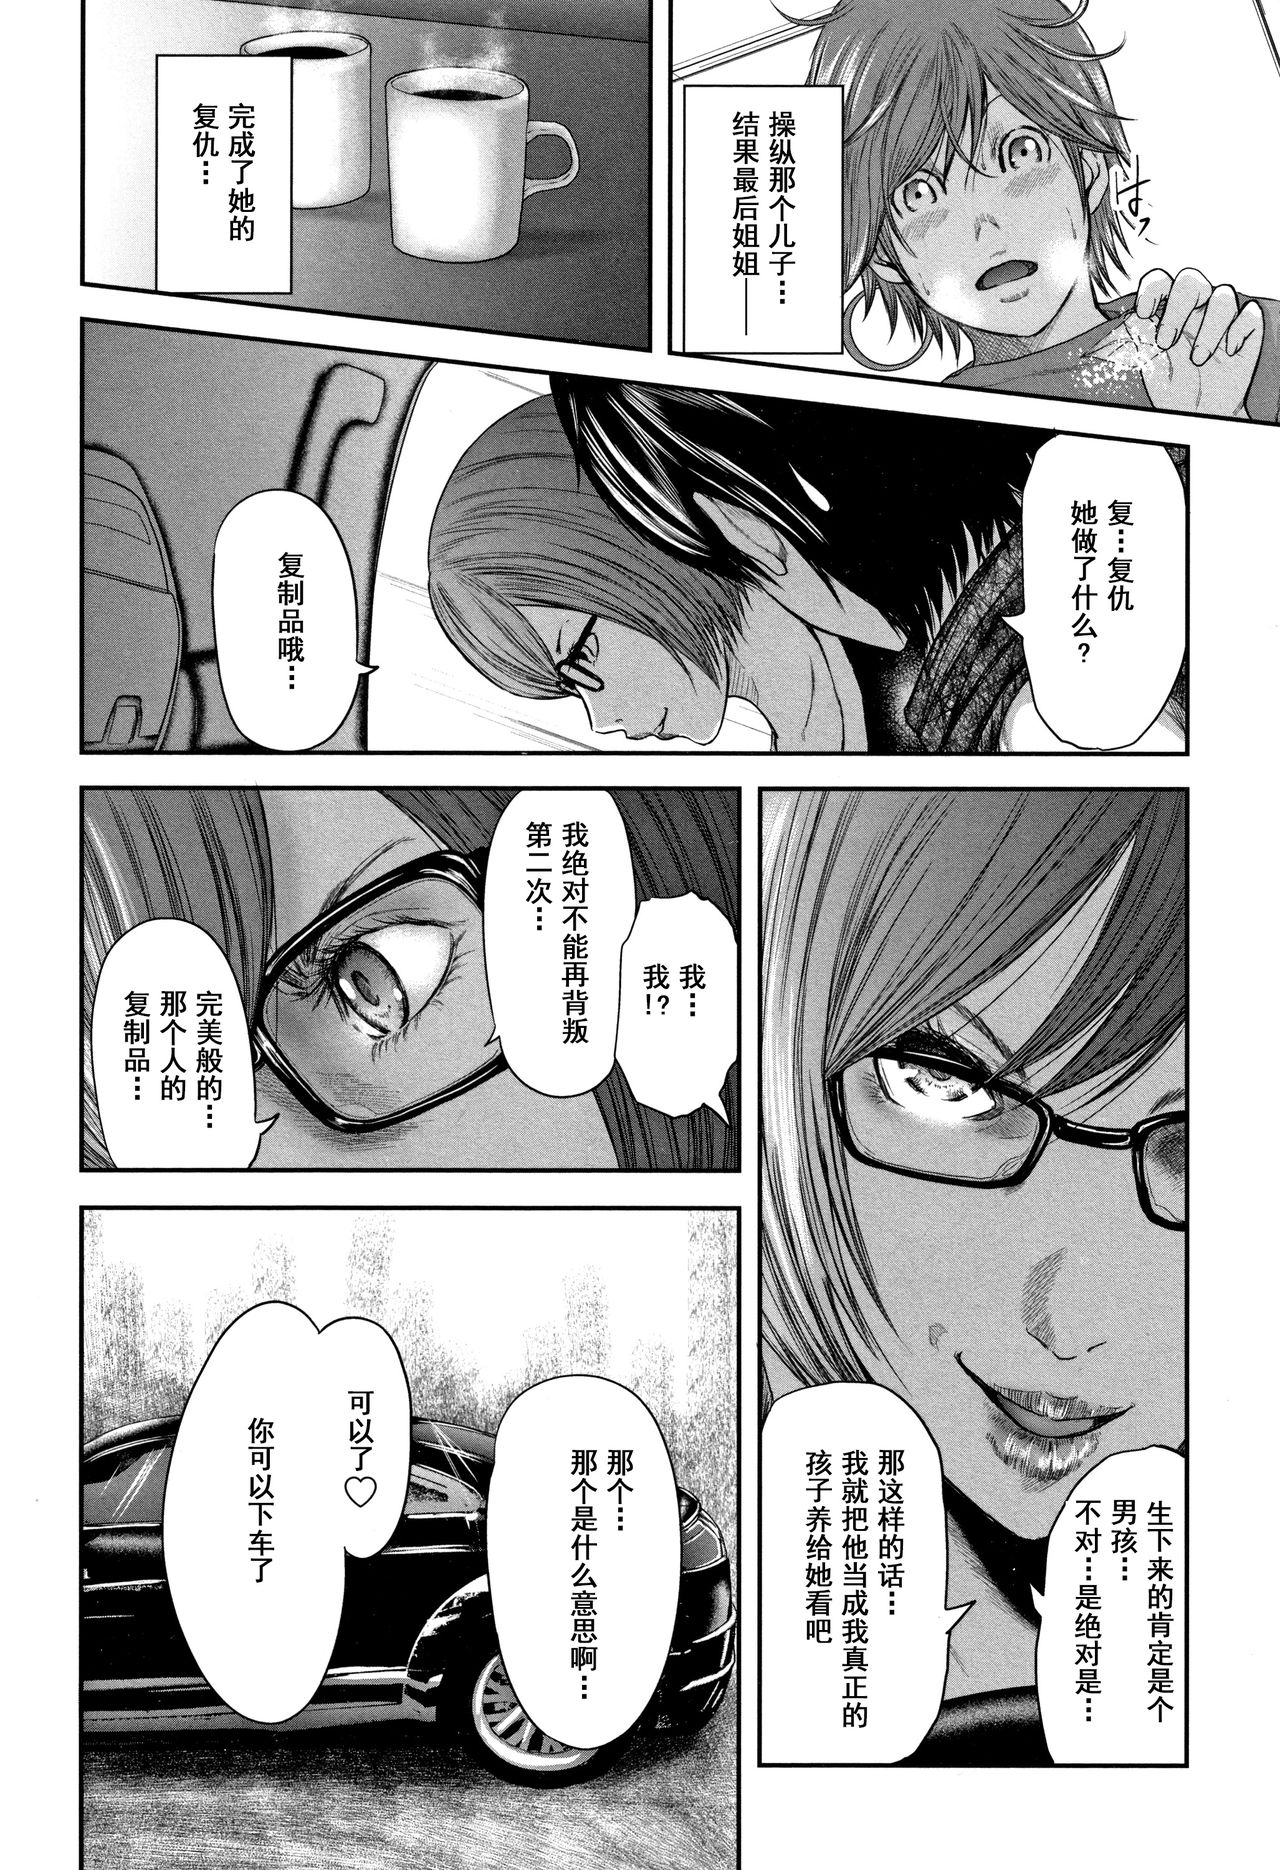 操纵那个儿子…
结果最后姐姐——
ばっ
完成了她的
复仇…
复…复仇
她做了什么?
复制品哦…
生下来的肯定是个
男孩…
不对…是绝对是…
那这样的话…
我就把他当成我真正的
孩子养给她看吧
我…
我!?
我绝对不能再背叛
第二次…
完美般的…
那个人的
复制品…
那个…
那个是什么意思啊…
可以了♡
你可以下车了